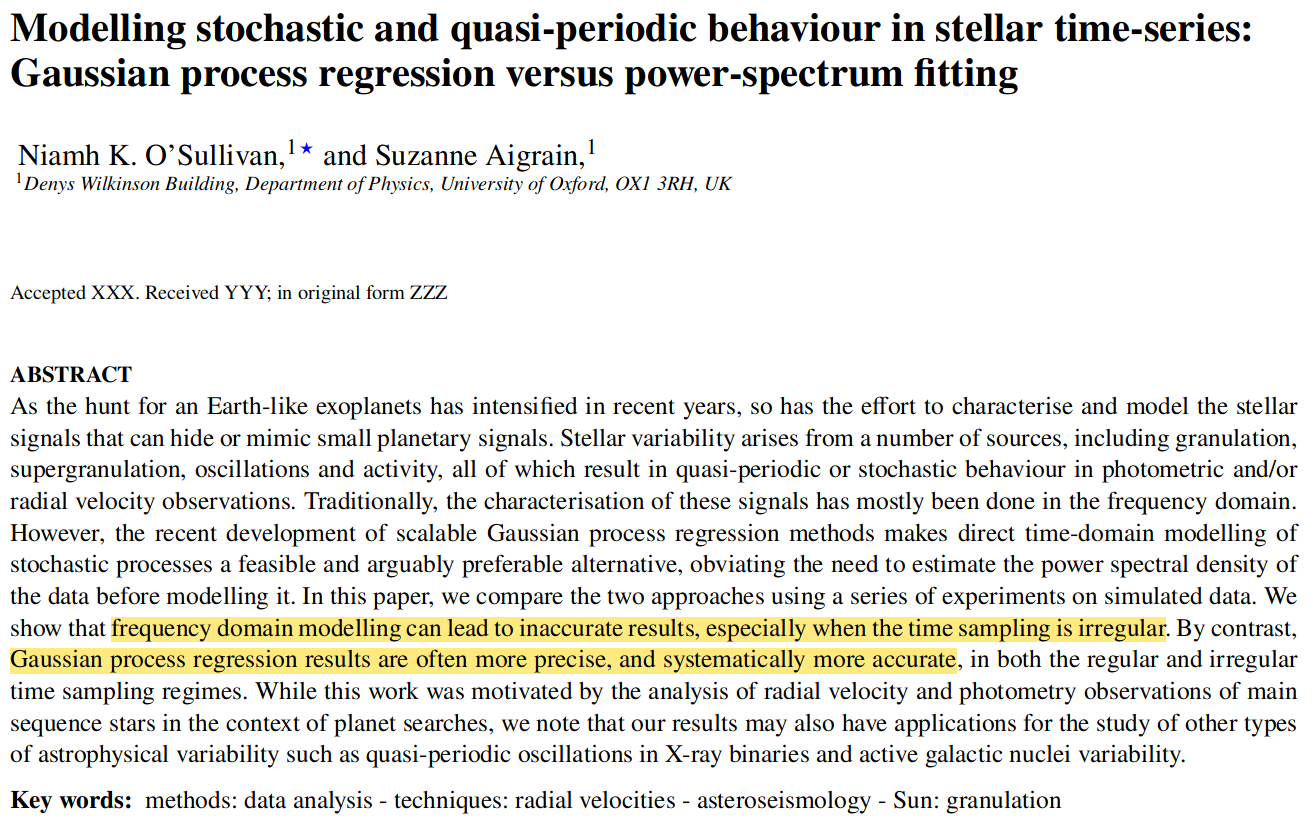 Modelling stochastic and quasi-periodic behaviour in stellar time-series:
Gaussian process regression versus power-spectrum fitting
Niamh K. O’Sullivan,1★ and Suzanne Aigrain,1
1Denys Wilkinson Building, Department of Physics, University of Oxford, OX1 3RH, UK
Accepted XXX. Received YYY; in original form ZZZ
ABSTRACT
As the hunt for an Earth-like exoplanets has intensified in recent years, so has the effort to characterise and model the stellar
signals that can hide or mimic small planetary signals. Stellar variability arises from a number of sources, including granulation,
supergranulation, oscillations and activity, all of which result in quasi-periodic or stochastic behaviour in photometric and/or
radial velocity observations. Traditionally, the characterisation of these signals has mostly been done in the frequency domain.
However, the recent development of scalable Gaussian process regression methods makes direct time-domain modelling of
stochastic processes a feasible and arguably preferable alternative, obviating the need to estimate the power spectral density of
the data before modelling it. In this paper, we compare the two approaches using a series of experiments on simulated data. We
show that frequency domain modelling can lead to inaccurate results, especially when the time sampling is irregular. By contrast,
Gaussian process regression results are often more precise, and systematically more accurate, in both the regular and irregular
time sampling regimes. While this work was motivated by the analysis of radial velocity and photometry observations of main
sequence stars in the context of planet searches, we note that our results may also have applications for the study of other types
of astrophysical variability such as quasi-periodic oscillations in X-ray binaries and active galactic nuclei variability.
Key words: methods: data analysis - techniques: radial velocities - asteroseismology - Sun: granulation